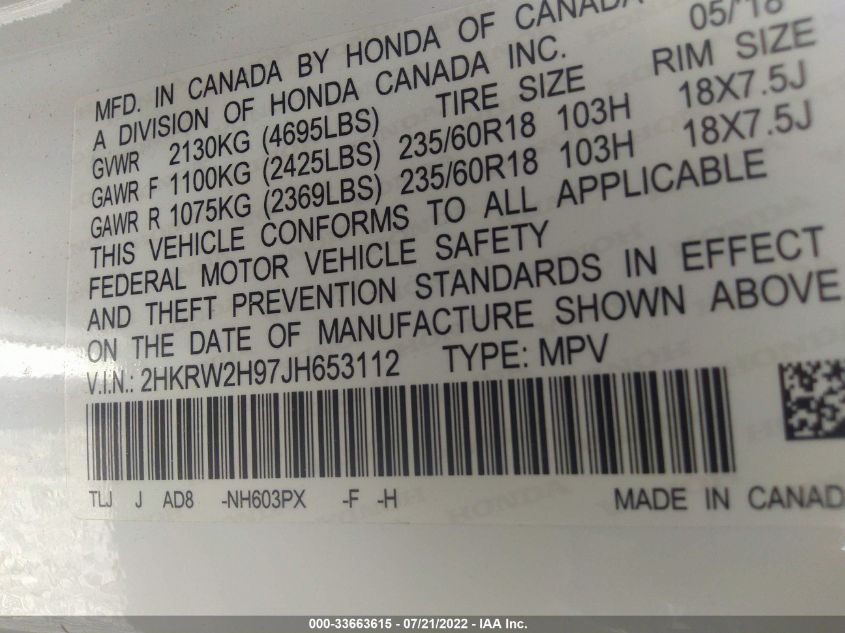 MFD. IN CANADA BY HONDA OF CANADA 05/'18
A DIVISION OF HONDA CANADA INC.
TIRE SIZE RIM SIZE
GVWR 2130KG (4695LBS)
GAWR F 1100KG (2425LBS) 235/60R18 103H 18X7.5J
GAWR R 1075KG (2369LBS) 235/60R18 103H 18X7.5J
THIS VEHICLE CONFORMS TO ALL APPLICABLE
FEDERAL MOTOR VEHICLE SAFETY
AND THEFT PREVENTION STANDARDS IN EFFECT
ON THE DATE OF MANUFACTURE SHOWN ABOVE
V.I.N.: 2HKRW2H97JH653112 TYPE: MPV
TLJ J AD8 -NH603PX -F -H MADE IN CANAD
000-33663615 - 07/21/2022 - IAA Inc.